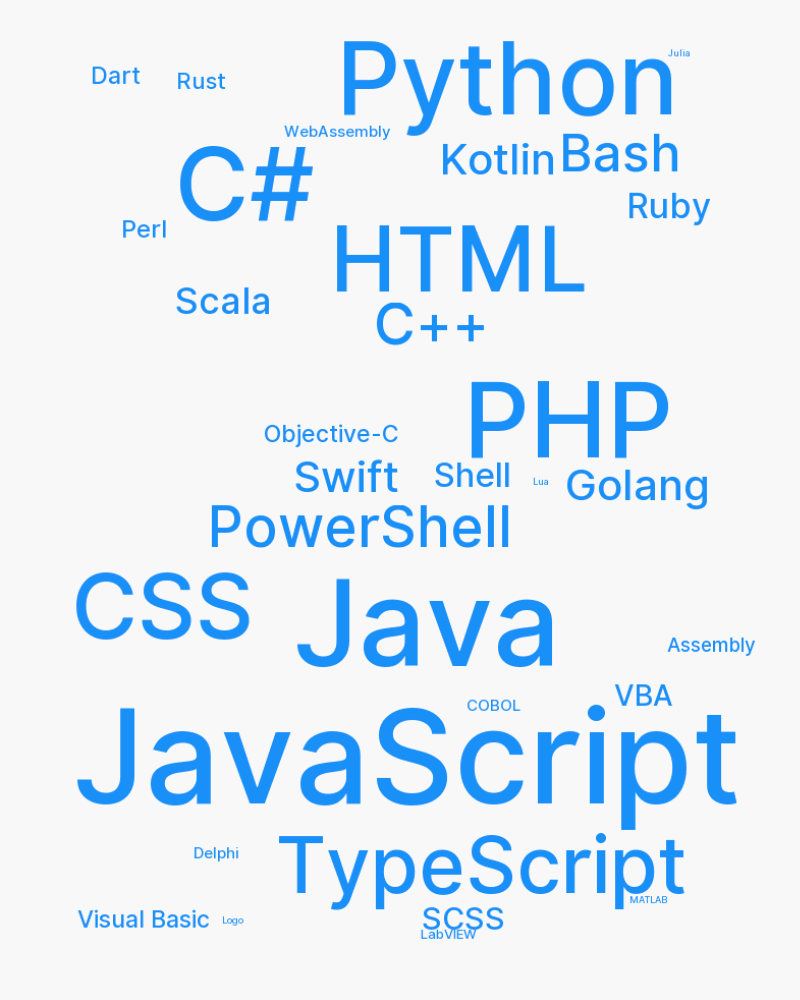 Python
Julia
Dart
Rust
WebAssembly
Kotlin
Bash
C#
Ruby
Perl
HTML
Scala
C++
PHP
Objective-C
Swift
Shell
Lua
Golang
PowerShell
CSS
Java
Assembly
VBA
COBOL
JavaScript
Delphi
TypeScript
MATLAB
Visual Basic
Logo
SCSS
LabVIEW